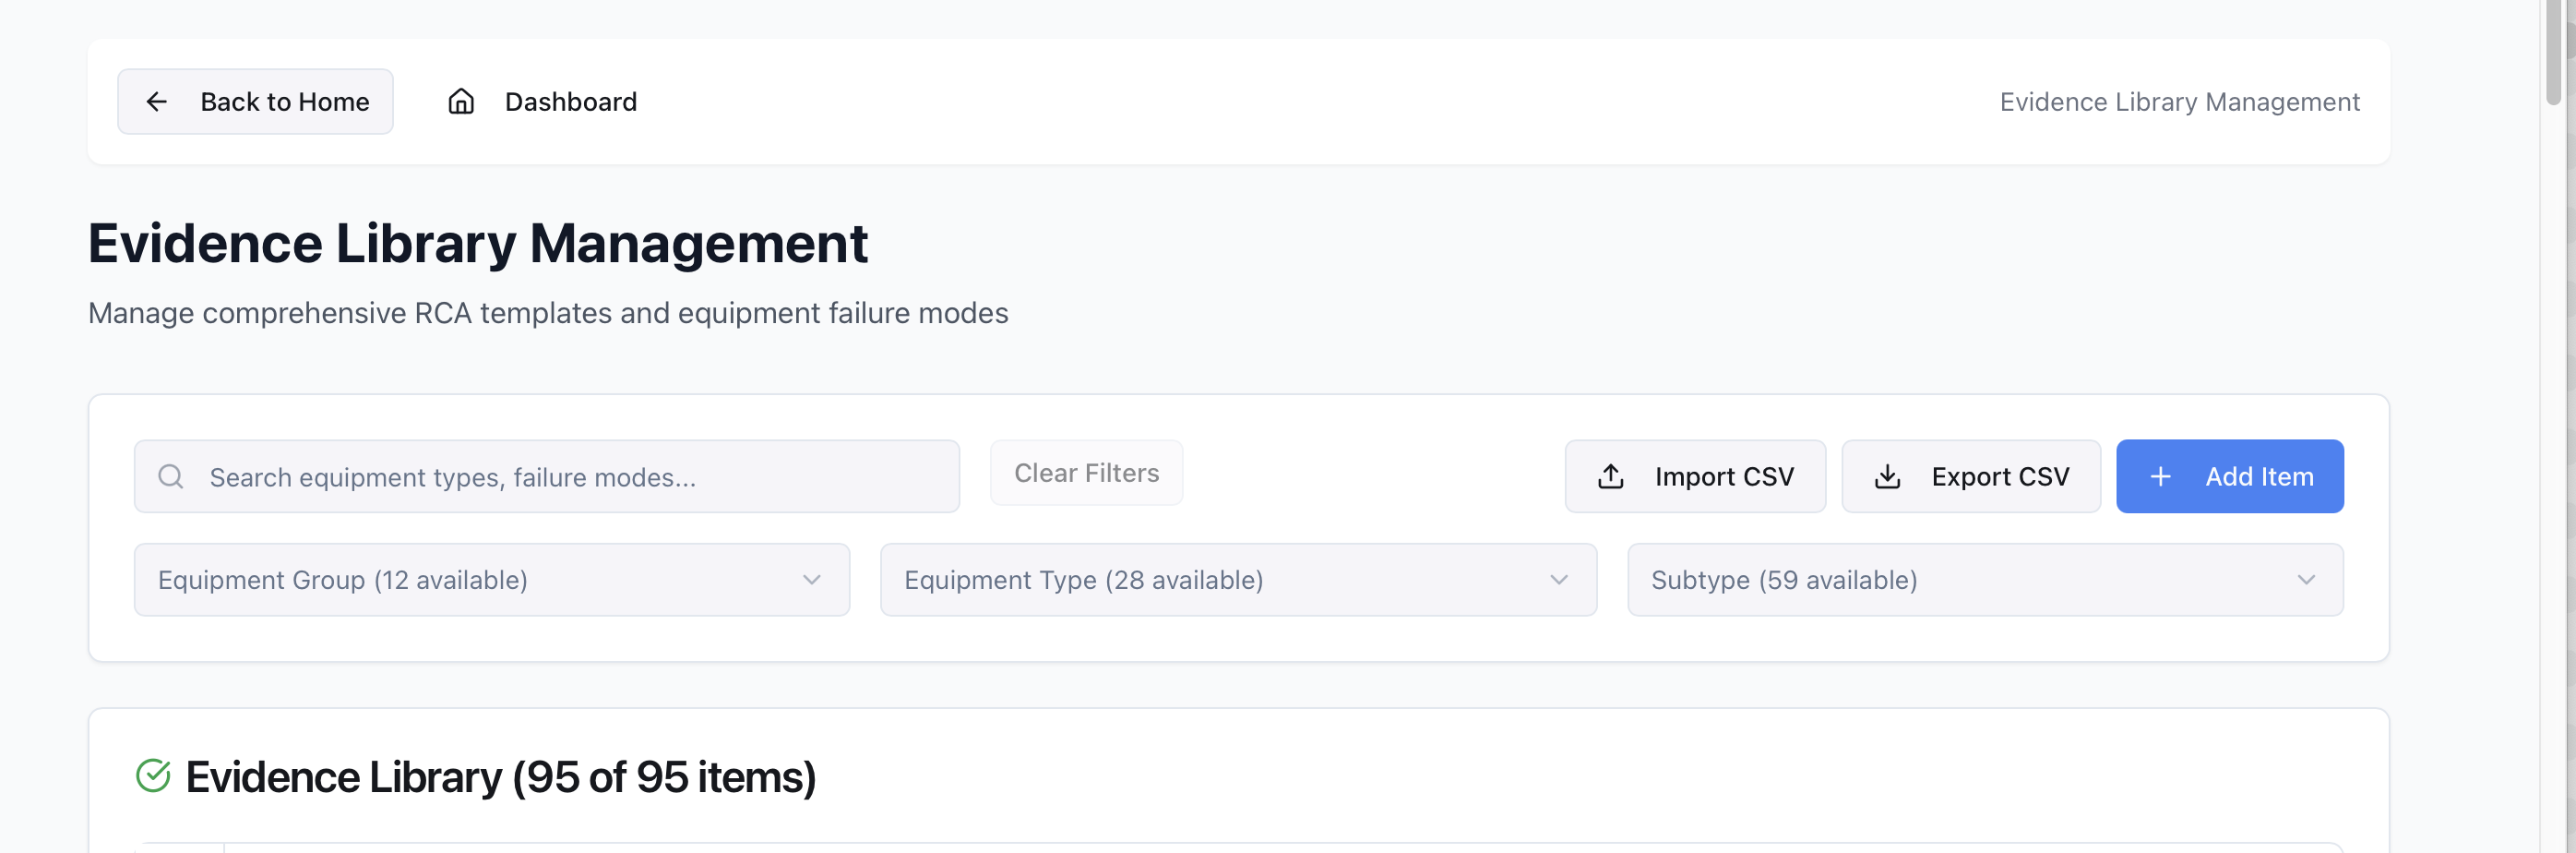 Back to Home
Dashboard
Evidence Library Management
Evidence Library Management
Manage comprehensive RCA templates and equipment failure modes
Search equipment types, failure modes...
Clear Filters
Import CSV
Export CSV
Add Item
Equipment Group (12 available)
Equipment Type (28 available)
Subtype (59 available)
Evidence Library (95 of 95 items)